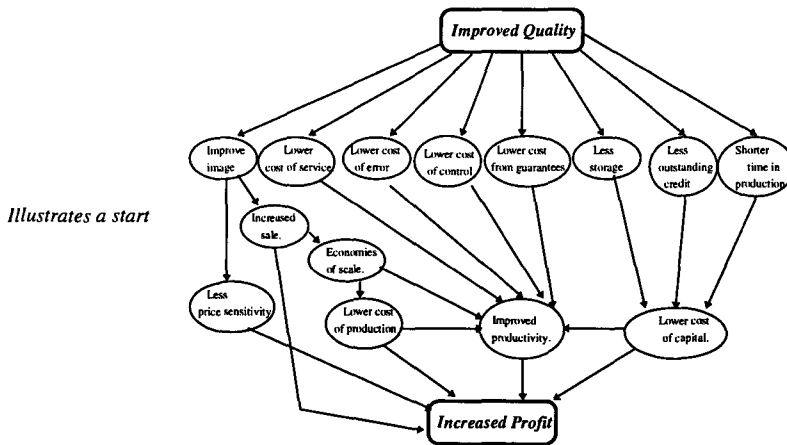 Improved Quality
Improve
image
Lower
cost of service
Lower cost
of error
Lower cost
of control
Lower cost
from guarantees
Less
storage
Less
outstanding
credit
Shorter
time in
production
Illustrates a start
Increased
sale.
Economies
of scale.
Less
price sensitivity
Lower cost
of production
Improved
productivity.
Lower cost
of capital.
Increased Profit